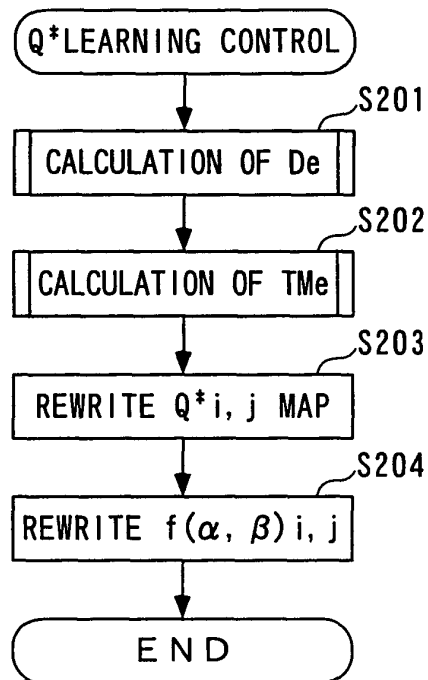 Q*LEARNING CONTROL
S201
CALCULATION OF De
S202
CALCULATION OF TMe
S203
REWRITE Q*i, j MAP
S204
REWRITE f(α, β)i, j
END